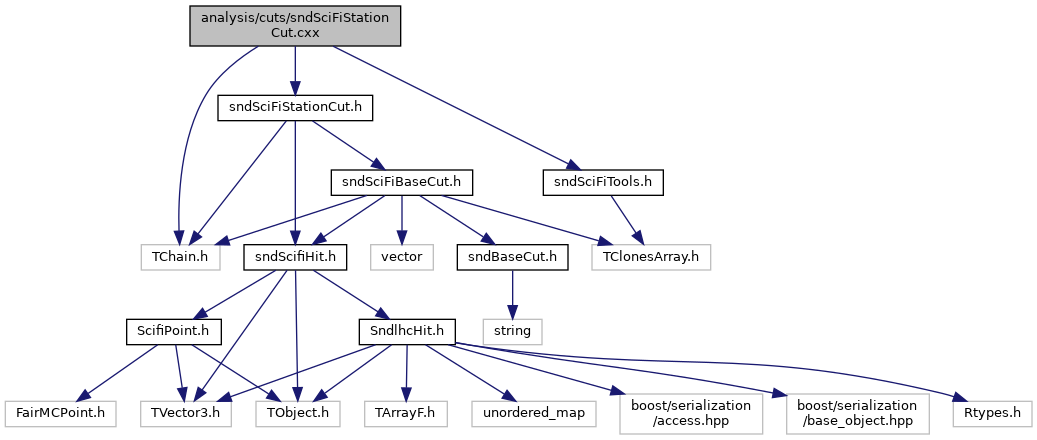 analysis/cuts/sndSciFiStation
Cut.cxx
sndSciFiStationCut.h
sndSciFiBaseCut.h
sndSciFiTools.h
TChain.h
sndScifiHit.h
vector
sndBaseCut.h
TClonesArray.h
ScifiPoint.h
SndlhcHit.h
string
FairMCPoint.h
TVector3.h
TObject.h
TArrayF.h
unordered_map
boost/serialization
/access.hpp
boost/serialization
/base_object.hpp
Rtypes.h